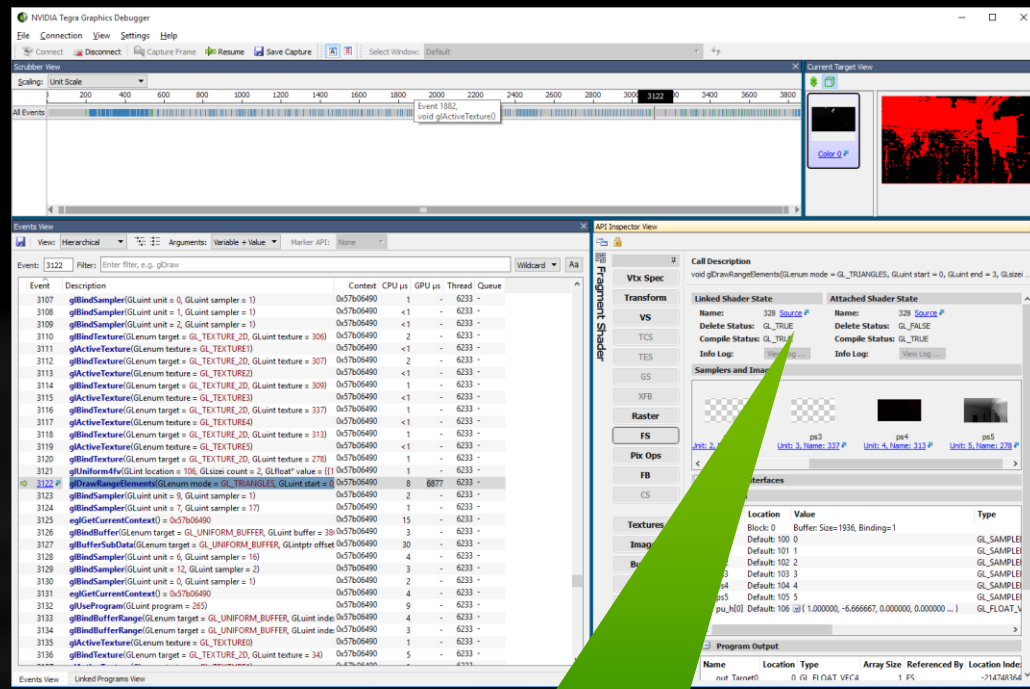 NVIDIA Tegra Graphics Debugger
File Connection View Settings Help
Connect Disconnect Capture Frame Resume Save Capture A Select Window: Default
Scrubber View
Current Target View
Scaling: Unit Scale
200 400 600 800 1000 1200 1400 1600 1800 2000 2200 2400 2600 2800 3000 3122 3400 3600 3800
All Events
Event 1882,
void glActiveTexture()
Color 0
Events View
View: Hierarchical Arguments: Variable + Value Marker API: None
Event: 3122 Filter: Enter filter, e.g. glDraw Wildcard Aa
Event Description Context CPU µs GPU µs Thread Queue
3107 glBindSampler(GLuint unit = 0, GLuint sampler = 1) 0x57b06490 1 - 6233 -
3108 glBindSampler(GLuint unit = 1, GLuint sampler = 1) 0x57b06490 <1 - 6233 -
3109 glBindSampler(GLuint unit = 2, GLuint sampler = 1) 0x57b06490 <1 - 6233 -
3110 glBindTexture(GLenum target = GL_TEXTURE_2D, GLuint texture = 306) 0x57b06490 2 - 6233 -
3111 glActiveTexture(GLenum texture = GL_TEXTURE1) 0x57b06490 <1 - 6233 -
3112 glBindTexture(GLenum target = GL_TEXTURE_2D, GLuint texture = 307) 0x57b06490 2 - 6233 -
3113 glActiveTexture(GLenum texture = GL_TEXTURE2) 0x57b06490 <1 - 6233 -
3114 glBindTexture(GLenum target = GL_TEXTURE_2D, GLuint texture = 309) 0x57b06490 1 - 6233 -
3115 glActiveTexture(GLenum texture = GL_TEXTURE3) 0x57b06490 <1 - 6233 -
3116 glBindTexture(GLenum target = GL_TEXTURE_2D, GLuint texture = 337) 0x57b06490 1 - 6233 -
3117 glActiveTexture(GLenum texture = GL_TEXTURE4) 0x57b06490 <1 - 6233 -
3118 glBindTexture(GLenum target = GL_TEXTURE_2D, GLuint texture = 313) 0x57b06490 1 - 6233 -
3119 glActiveTexture(GLenum texture = GL_TEXTURE5) 0x57b06490 <1 - 6233 -
3120 glBindTexture(GLenum target = GL_TEXTURE_2D, GLuint texture = 278) 0x57b06490 1 - 6233 -
3121 glUniform4fv(GLint location = 106, GLsizei count = 2, GLfloat* value = {{1 0x57b06490 1 - 6233 -
3122 glDrawRangeElements(GLenum mode = GL_TRIANGLES, GLuint start = 0, 0x57b06490 8 6877 6233 -
3123 glBindSampler(GLuint unit = 9, GLuint sampler = 1) 0x57b06490 2 - 6233 -
3124 glBindSampler(GLuint unit = 7, GLuint sampler = 17) 0x57b06490 1 - 6233 -
3125 eglGetCurrentContext() = 0x57b06490 15 - 6233 -
3126 glBindBuffer(GLenum target = GL_UNIFORM_BUFFER, GLuint buffer = 38 0x57b06490 3 - 6233 -
3127 glBufferSubData(GLenum target = GL_UNIFORM_BUFFER, GLintptr offset 0x57b06490 30 - 6233 -
3128 glBindSampler(GLuint unit = 6, GLuint sampler = 16) 0x57b06490 4 - 6233 -
3129 glBindSampler(GLuint unit = 12, GLuint sampler = 2) 0x57b06490 3 - 6233 -
3130 glBindSampler(GLuint unit = 0, GLuint sampler = 1) 0x57b06490 2 - 6233 -
3131 eglGetCurrentContext() = 0x57b06490 0x57b06490 4 - 6233 -
3132 glUseProgram(GLuint program = 265) 0x57b06490 9 - 6233 -
3133 glBindBufferRange(GLenum target = GL_UNIFORM_BUFFER, GLuint inde 0x57b06490 4 - 6233 -
3134 glBindBufferRange(GLenum target = GL_UNIFORM_BUFFER, GLuint inde 0x57b06490 3 - 6233 -
3135 glActiveTexture(GLenum texture = GL_TEXTURE0) 0x57b06490 1 - 6233 -
3136 glBindTexture(GLenum target = GL_TEXTURE_2D, GLuint texture = 34) 0x57b06490 5 - 6233 -
Events View Linked Programs View
API Inspector View
Fragment Shader
Vtx Spec
Transform
VS
TCS
TES
GS
XFB
Raster
FS
Pix Ops
FB
CS
Textures
Call Description
void glDrawRangeElements(GLenum mode = GL_TRIANGLES, GLuint start = 0, GLuint end = 3, GLsizei ...
Linked Shader State Attached Shader State
Name: 328 Source Name: 328 Source
Delete Status: GL_TRUE Delete Status: GL_FALSE
Compile Status: Compile Status: GL_TRUE
Info Log: Info Log: View Log ...
Samplers and
ps3 ps4 ps5
Unit: 3, Name: 337 Unit: 4, Name: 313 Unit: 5, Name: 278
Location Value Type
Block: 0 Buffer: Size=1936, Binding=1
Default: 100 0 GL_SAMPLE
Default: 101 1 GL_SAMPLE
Default: 102 2 GL_SAMPLE
Default: 103 3 GL_SAMPLE
ps4 Default: 104 4 GL_SAMPLE
ps5 Default: 105 5 GL_SAMPLE
pu_h[0] Default: 106 { 1.000000, -6.666667, 0.000000, 0.000000 ... } GL_FLOAT_V
Program Output
Name Location Type Array Size Referenced By Location Index
out_Target0 0 GL_FLOAT_VEC4 1 FS -214748364